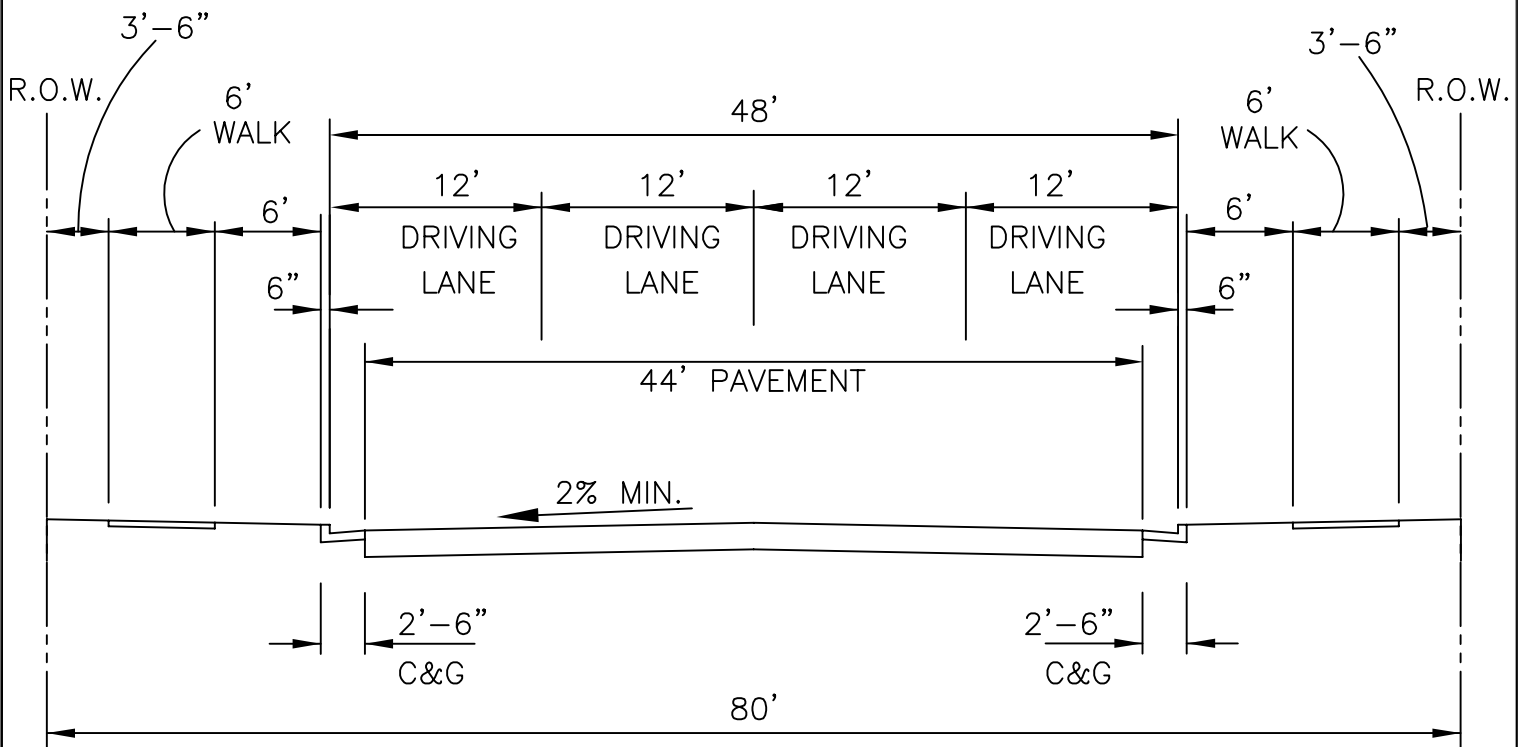 3'-6" 3'-6"
R.O.W. R.O.W.
6' 48' 6'
WALK WALK
12' 12' 12' 12'
6' 6'
DRIVING DRIVING DRIVING DRIVING
LANE LANE LANE LANE
6" 6"
44' PAVEMENT
2% MIN.
2'-6" 2'-6"
C&G C&G
80'